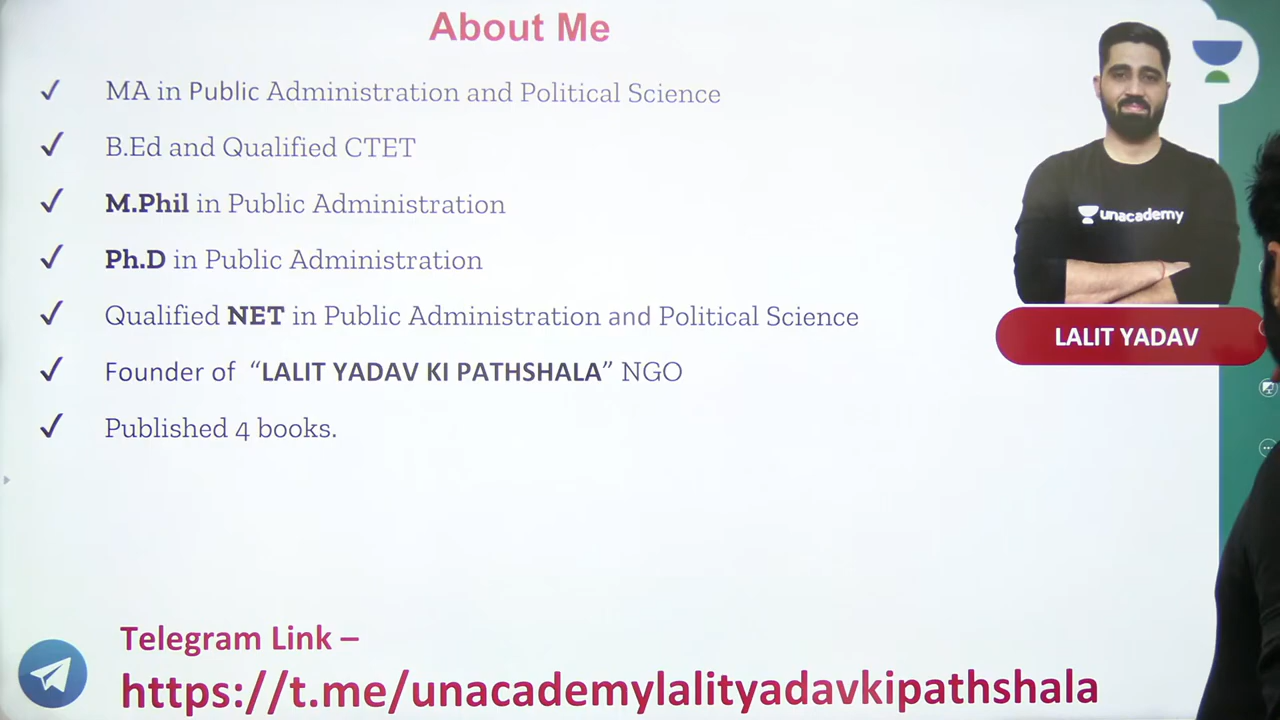 About Me
✓ MA in Public Administration and Political Science
✓ B.Ed and Qualified CTET
✓ M.Phil in Public Administration
✓ Ph.D in Public Administration
✓ Qualified NET in Public Administration and Political Science
✓ Founder of “LALIT YADAV KI PATHSHALA” NGO
✓ Published 4 books.
unacademy
LALIT YADAV
Telegram Link –
https://t.me/unacademylalityadavkipathshala